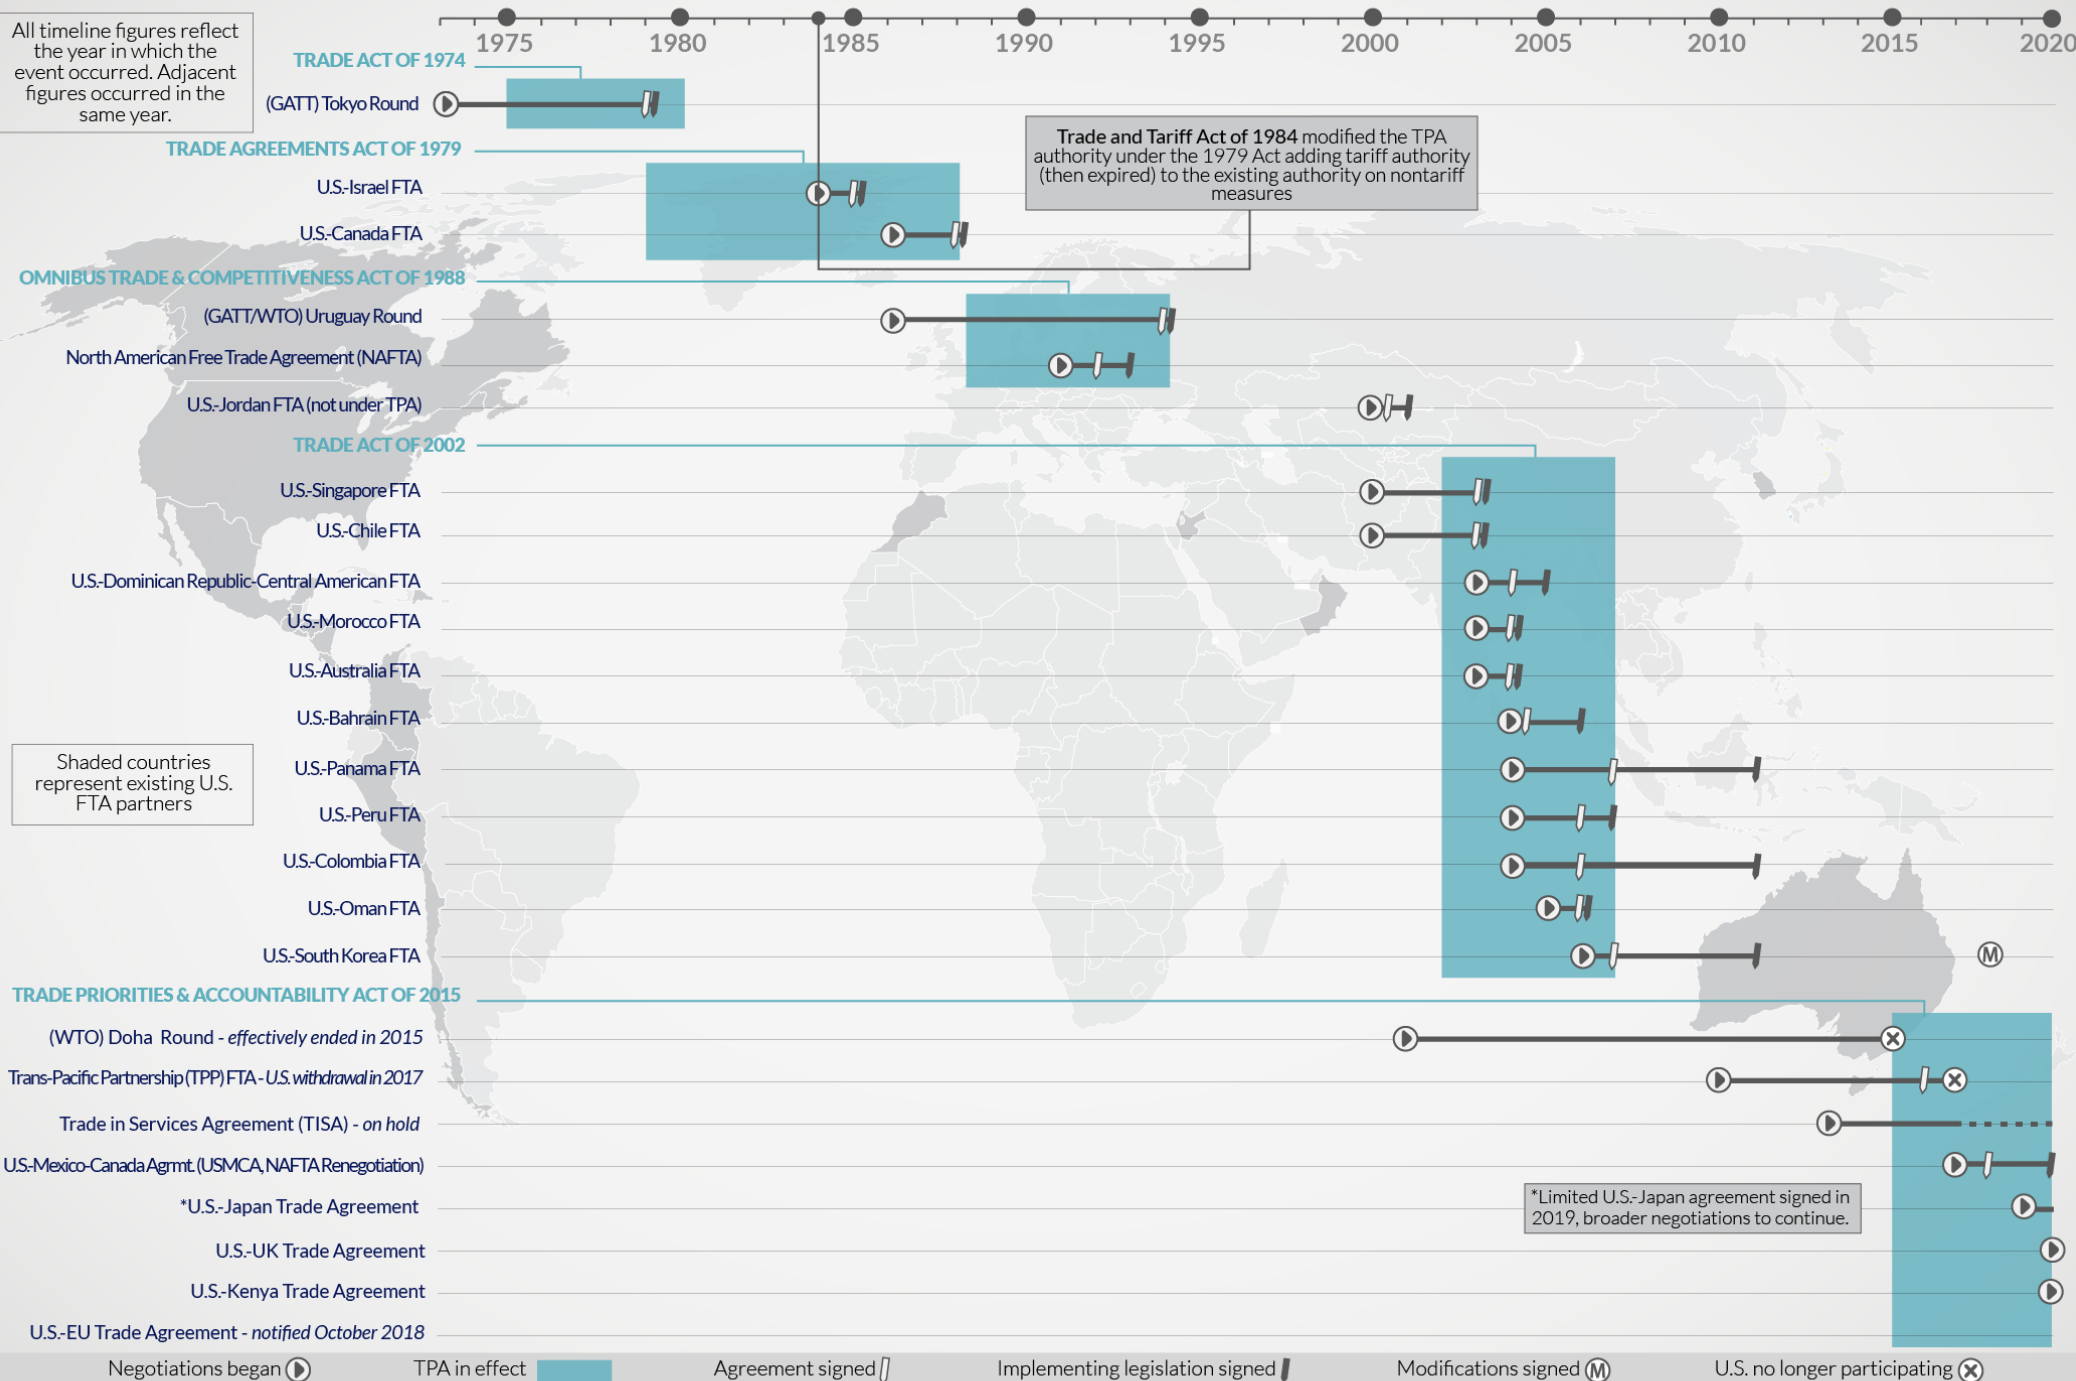 1975 1980 1985 1990 1995 2000 2005 2010 2015 2020
All timeline figures reflect
the year in which the
event occurred. Adjacent
figures occurred in the
same year.
TRADE ACT OF 1974
(GATT) Tokyo Round
Trade and Tariff Act of 1984 modified the TPA
authority under the 1979 Act adding tariff authority
(then expired) to the existing authority on nontariff
measures
TRADE AGREEMENTS ACT OF 1979
U.S.-Israel FTA
U.S.-Canada FTA
OMNIBUS TRADE & COMPETITIVENESS ACT OF 1988
(GATT/WTO) Uruguay Round
North American Free Trade Agreement (NAFTA)
U.S.-Jordan FTA (not under TPA)
TRADE ACT OF 2002
U.S.-Singapore FTA
U.S.-Chile FTA
U.S.-Dominican Republic-Central American FTA
U.S.-Morocco FTA
U.S.-Australia FTA
U.S.-Bahrain FTA
Shaded countries
represent existing U.S.
FTA partners
U.S.-Panama FTA
U.S.-Peru FTA
U.S.-Colombia FTA
U.S.-Oman FTA
U.S.-South Korea FTA
M
TRADE PRIORITIES & ACCOUNTABILITY ACT OF 2015
(WTO) Doha Round - effectively ended in 2015
Trans-Pacific Partnership (TPP) FTA - U.S. withdrawal in 2017
Trade in Services Agreement (TISA) - on hold
U.S.-Mexico-Canada Agrmt. (USMCA, NAFTA Renegotiation)
*U.S.-Japan Trade Agreement
*Limited U.S.-Japan agreement signed in
2019, broader negotiations to continue.
U.S.-UK Trade Agreement
U.S.-Kenya Trade Agreement
U.S.-EU Trade Agreement - notified October 2018
Negotiations began TPA in effect Agreement signed Implementing legislation signed Modifications signed M U.S. no longer participating